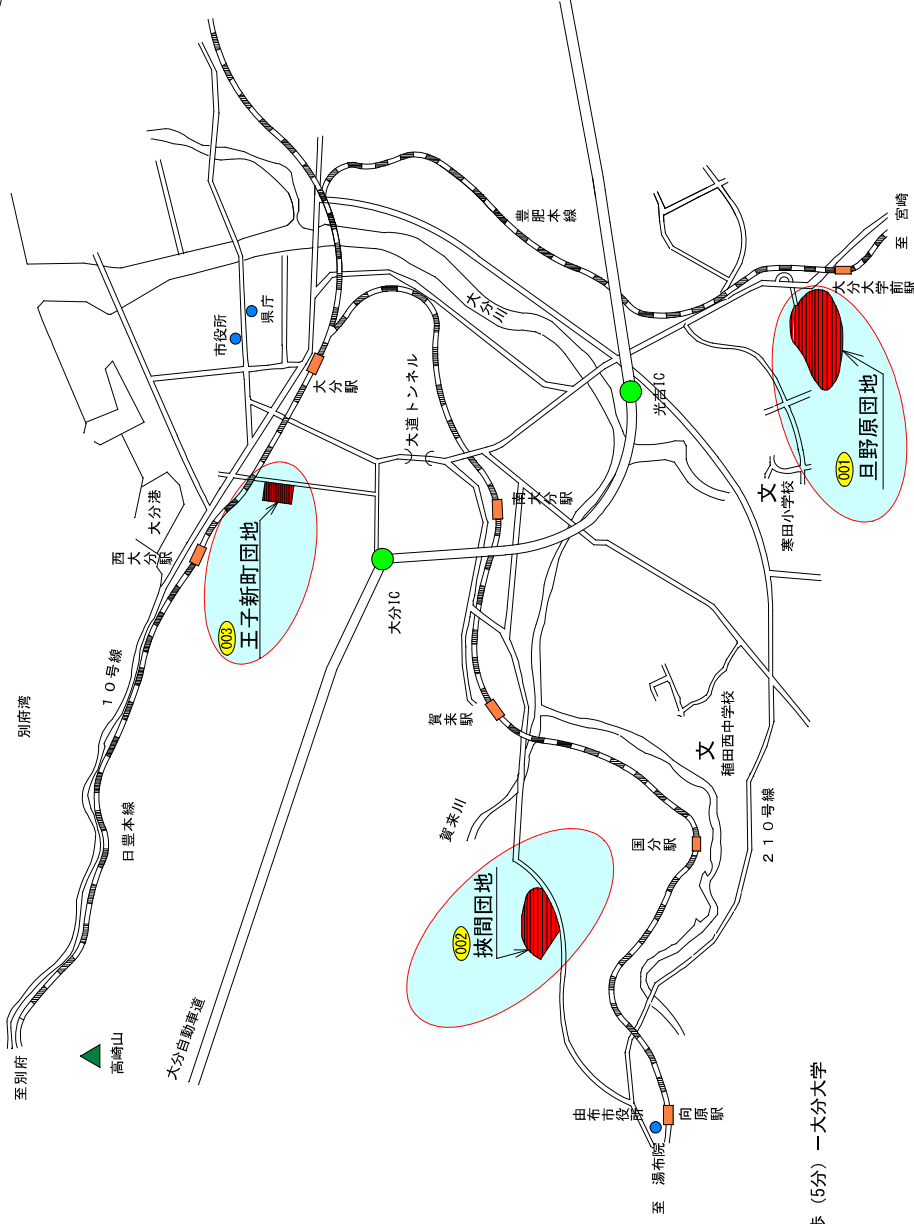 至別府
高崎山
別府湾
１０号線
日豊本線
大分自動車道
西大分駅
大分港
市役所
県庁
大分駅
大道トンネル
大分川
豊肥本線
003
王子新町団地
大分IC
光吉IC
南大分駅
賀来駅
賀来川
002
挾間団地
国分駅
文
稙田西中学校
２１０号線
文
寒田小学校
001
旦野原団地
大分大学前駅
至 宮崎
由布市役所
向原駅
至 湯布院
歩（5分）ー大分大学